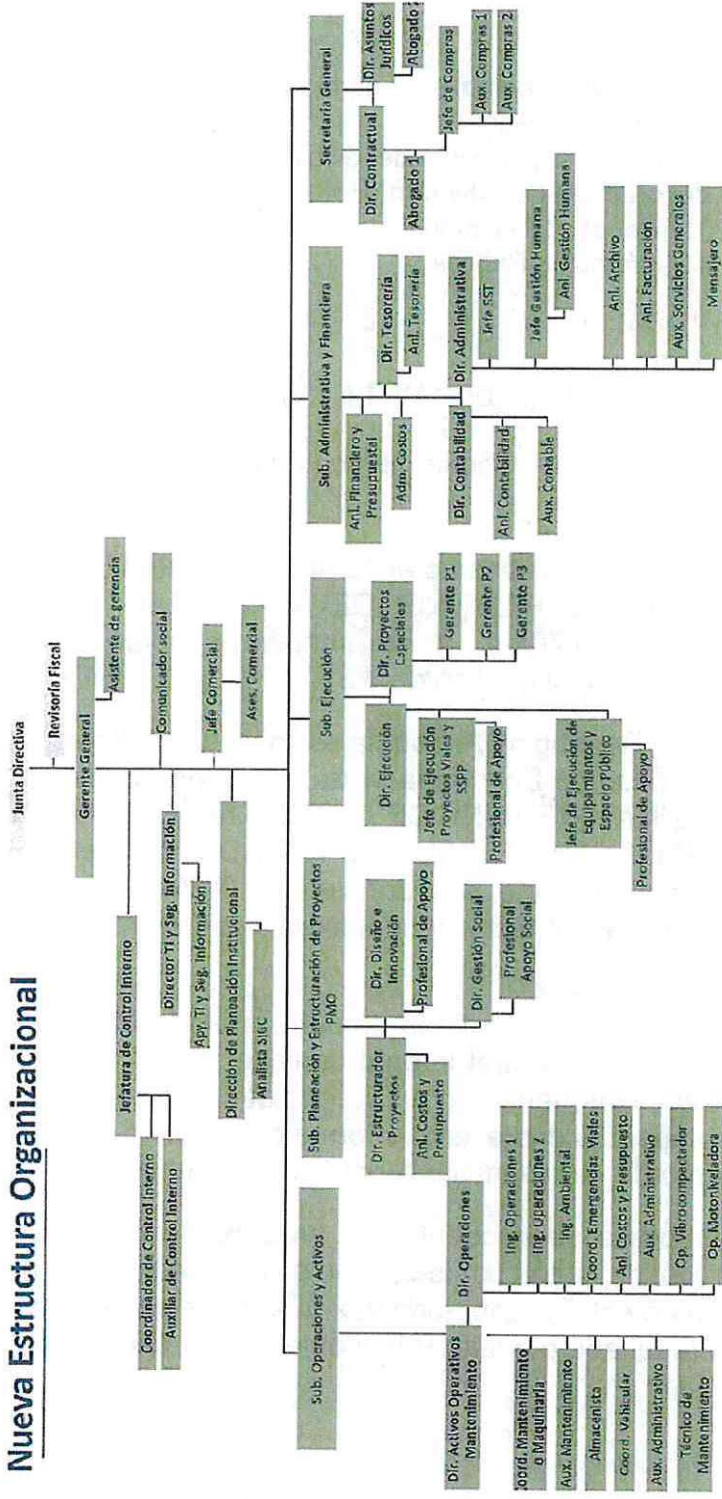 Nueva Estructura Organizacional
Junta Directiva
Revisoría Fiscal
Gerente General
Asistente de gerencia
Comunicador social
Jefe Comercial
Ases. Comercial
Jefatura de Control Interno
Coordinador de Control Interno
Auxiliar de Control Interno
Director TI y Seg. Información
Apy. TI y Seg. Información
Dirección de Planeación Institucional
Analista SIGC
Sub. Operaciones y Activos
Dir. Activos Operativos
Mantenimiento
Coord. Mantenimiento
o Maquinaria
Aux. Mantenimiento
Almacenista
Coord. Vehicular
Aux. Administrativo
Técnico de
Mantenimiento
Dir. Operaciones
Ing. Operaciones 1
Ing. Operaciones 2
Ing. Ambiental
Coord. Emergencias Viales
Anl. Costos y Presupuesto
Aux. Administrativo
Op. Vibrocompactador
Op. Motoniveladora
Sub. Planeación y Estructuración de Proyectos
PMO
Dir. Estructurador
Proyectos
Anl. Costos y
Presupuesto
Dir. Diseño e
Innovación
Profesional de Apoyo
Dir. Gestión Social
Profesional
Apoyo Social
Sub. Ejecución
Dir. Ejecución
Jefe de Ejecución
Proyectos Viales y
SSPP
Profesional de Apoyo
Jefe de Ejecución de
Equipamientos y
Espacio Público
Profesional de Apoyo
Dir. Proyectos
Especiales
Gerente P1
Gerente P2
Gerente P3
Sub. Administrativa y Financiera
Anl. Financiero y
Presupuestal
Adm. Costos
Dir. Tesorería
Anl. Tesorería
Dir. Contabilidad
Anl. Contabilidad
Aux. Contable
Dir. Administrativa
Jefe SST
Jefe Gestión Humana
Anl. Gestión Humana
Anl. Archivo
Anl. Facturación
Aux. Servicios Generales
Mensajero
Secretaría General
Dir. Contractual
Abogado 1
Dir. Asuntos
Jurídicos
Abogado 2
Jefe de Compras
Aux. Compras 1
Aux. Compras 2